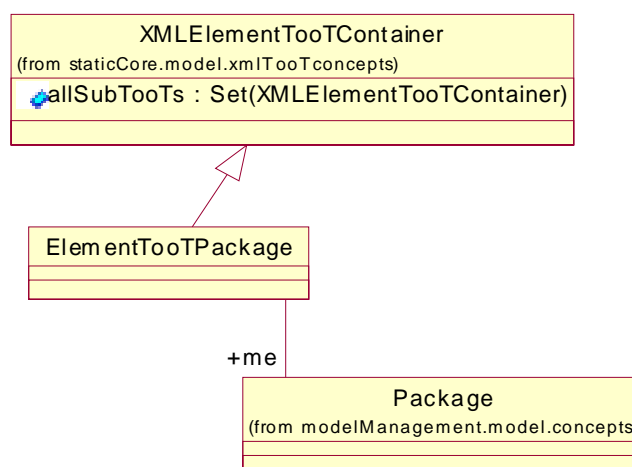 XMLElementTooTContainer
(from staticCore.model.xmlTooTconcepts)
allSubTooTs : Set(XMLElementTooTContainer)
ElementTooTPackage
+me
Package
(from modelManagement.model.concepts